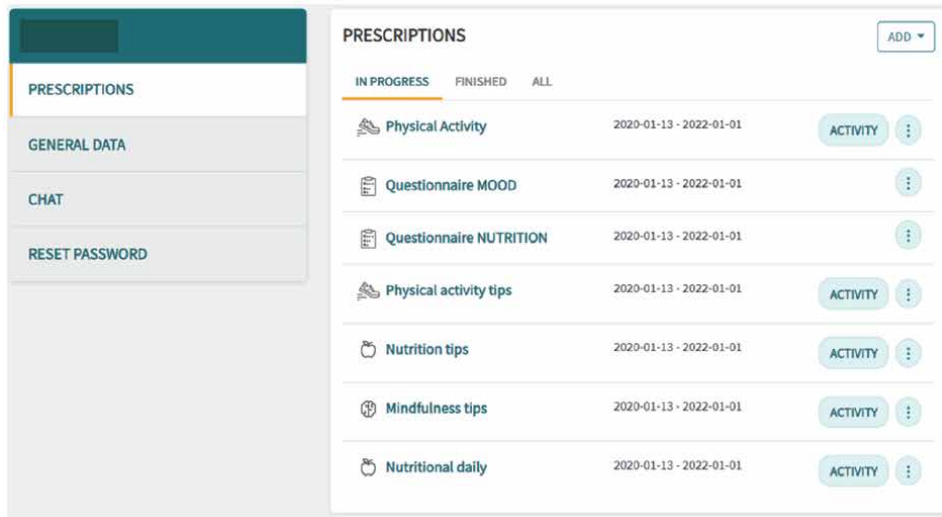 PRESCRIPTIONS
GENERAL DATA
CHAT
RESET PASSWORD
PRESCRIPTIONS
ADD
IN PROGRESS FINISHED ALL
Physical Activity 2020-01-13 - 2022-01-01 ACTIVITY
Questionnaire MOOD 2020-01-13 - 2022-01-01
Questionnaire NUTRITION 2020-01-13 - 2022-01-01
Physical activity tips 2020-01-13 - 2022-01-01 ACTIVITY
Nutrition tips 2020-01-13 - 2022-01-01 ACTIVITY
Mindfulness tips 2020-01-13 - 2022-01-01 ACTIVITY
Nutritional daily 2020-01-13 - 2022-01-01 ACTIVITY